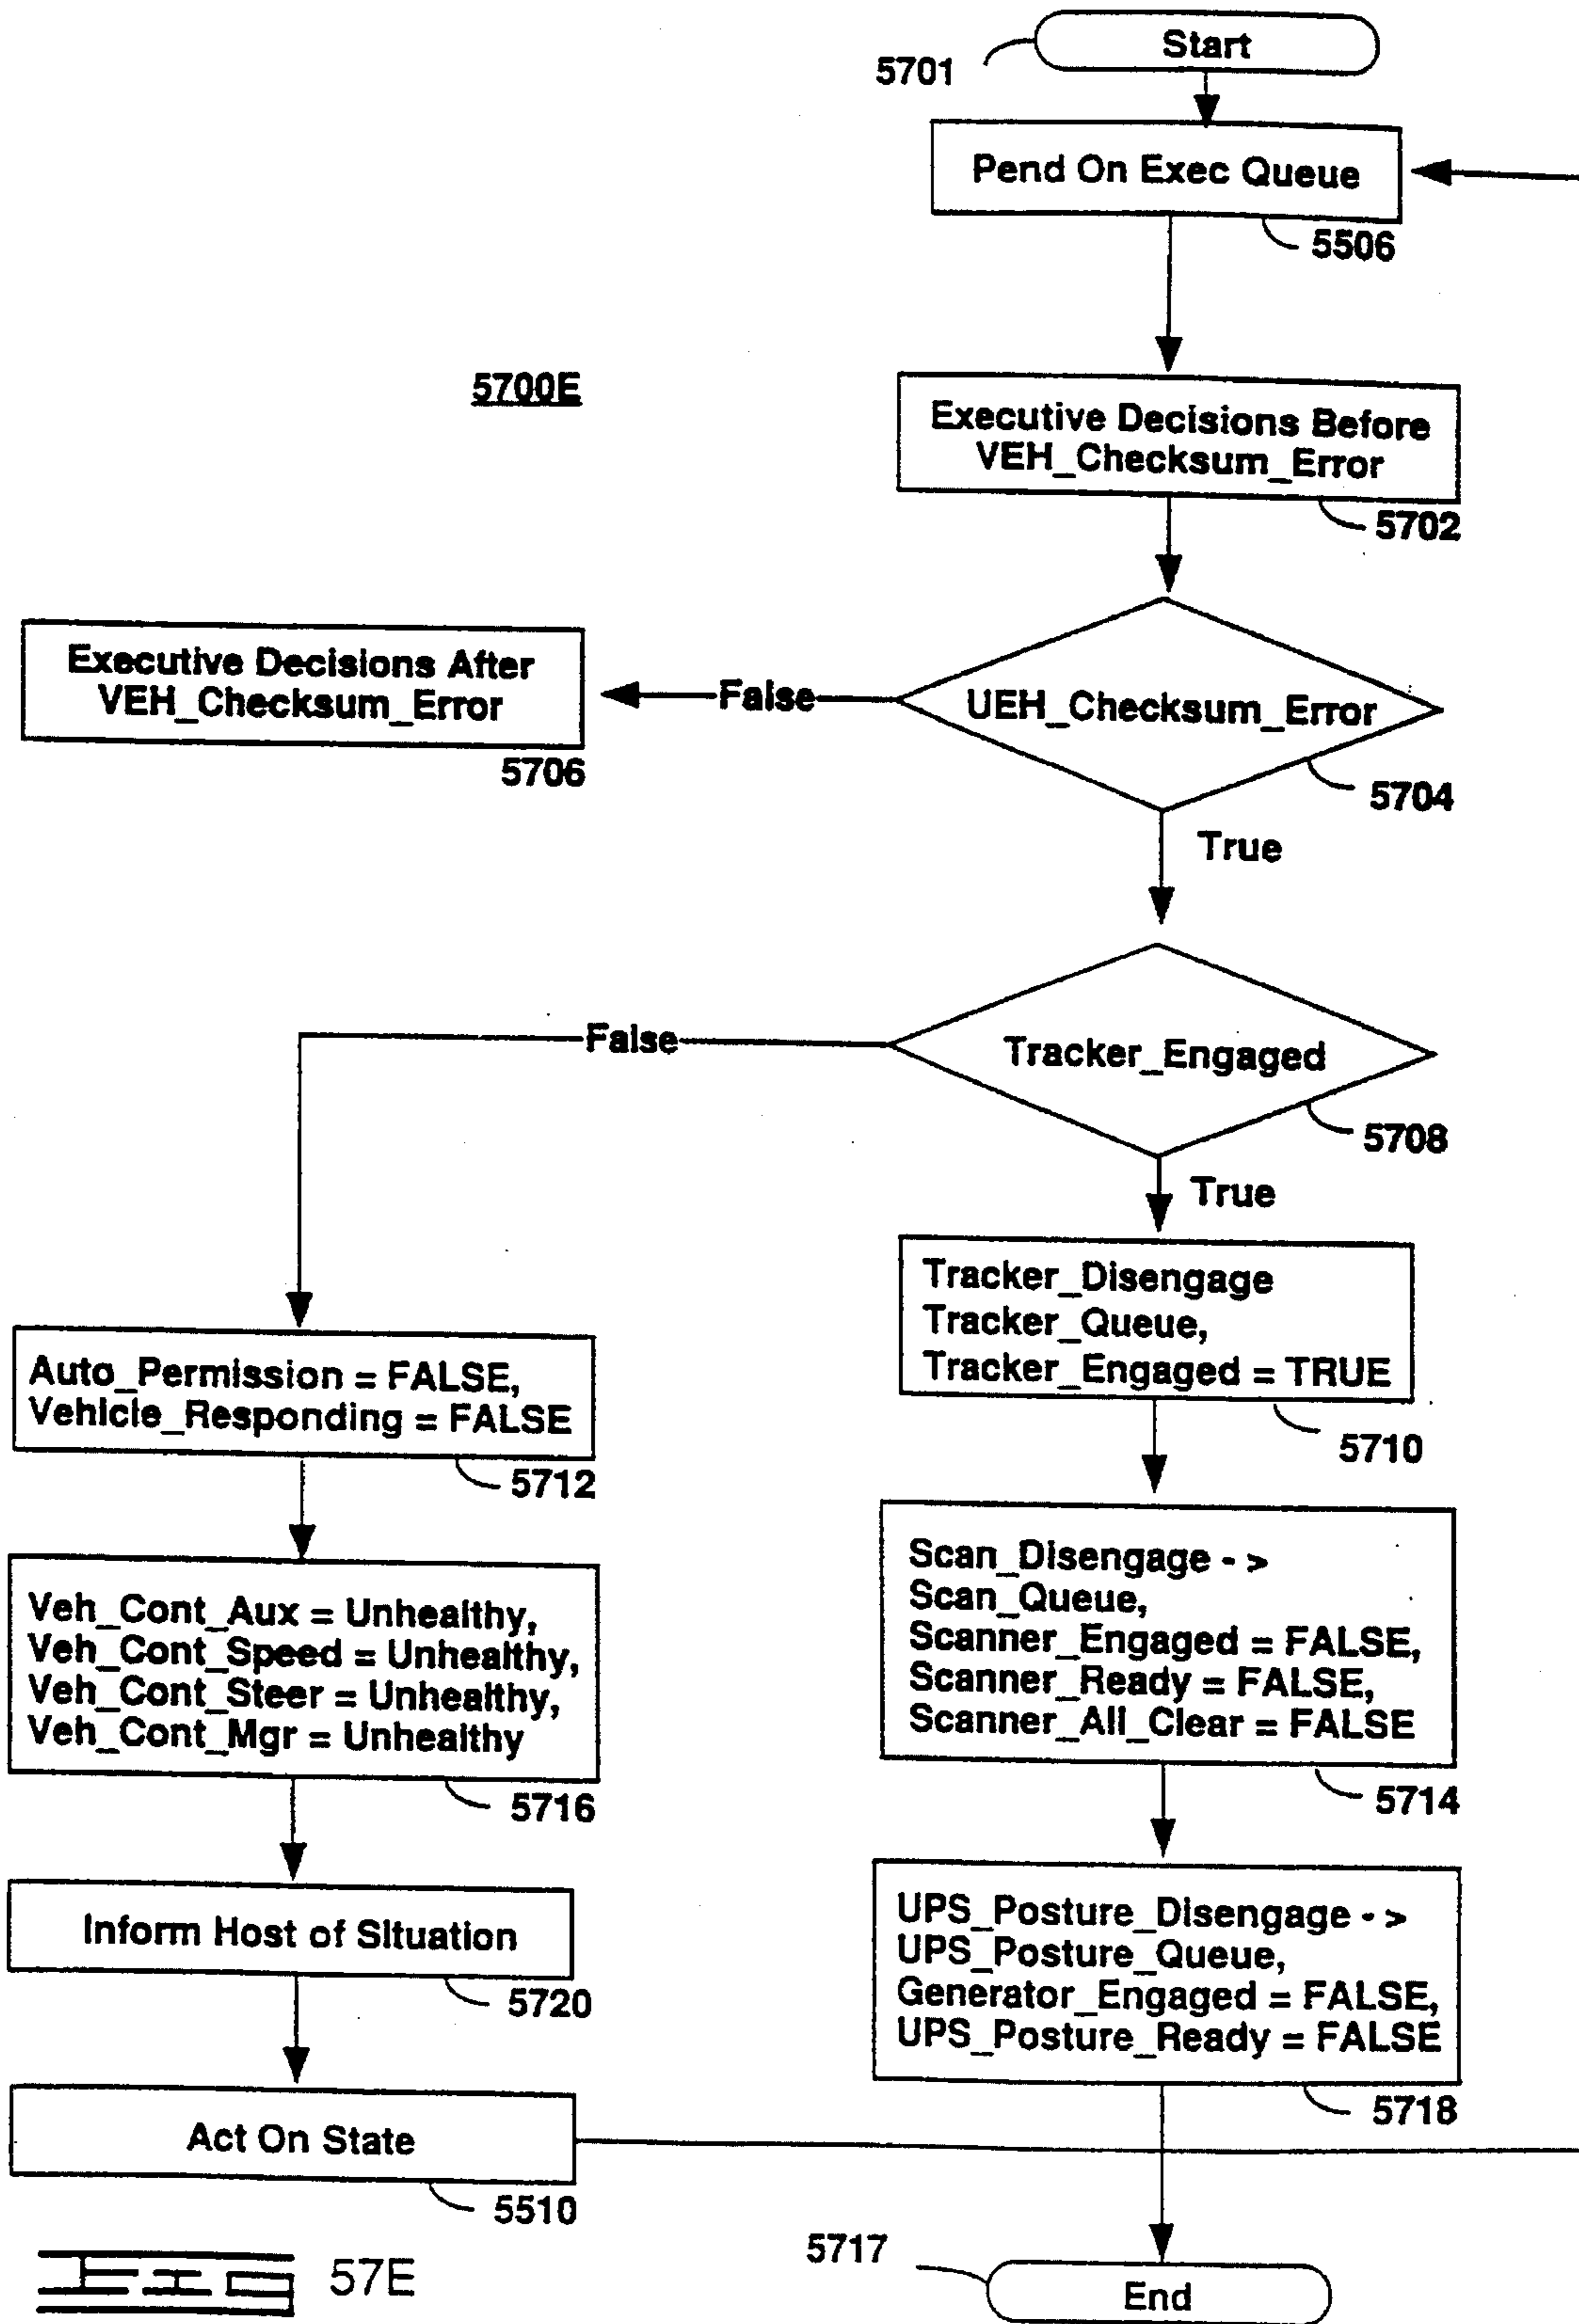 Start
5701
Pend On Exec Queue
5506
5700E
Executive Decisions Before
VEH_Checksum_Error
5702
Executive Decisions After
VEH_Checksum_Error
5706
False
UEH_Checksum_Error
5704
True
False
Tracker_Engaged
5708
True
Tracker_Disengage
Tracker_Queue,
Tracker_Engaged = TRUE
5710
Auto_Permission = FALSE,
Vehicle_Responding = FALSE
5712
Scan_Disengage - >
Scan_Queue,
Scanner_Engaged = FALSE,
Scanner_Ready = FALSE,
Scanner_All_Clear = FALSE
5714
Veh_Cont_Aux = Unhealthy,
Veh_Cont_Speed = Unhealthy,
Veh_Cont_Steer = Unhealthy,
Veh_Cont_Mgr = Unhealthy
5716
UPS_Posture_Disengage - >
UPS_Posture_Queue,
Generator_Engaged = FALSE,
UPS_Posture_Ready = FALSE
5718
Inform Host of Situation
5720
Act On State
5510
5717
End
FIG 57E